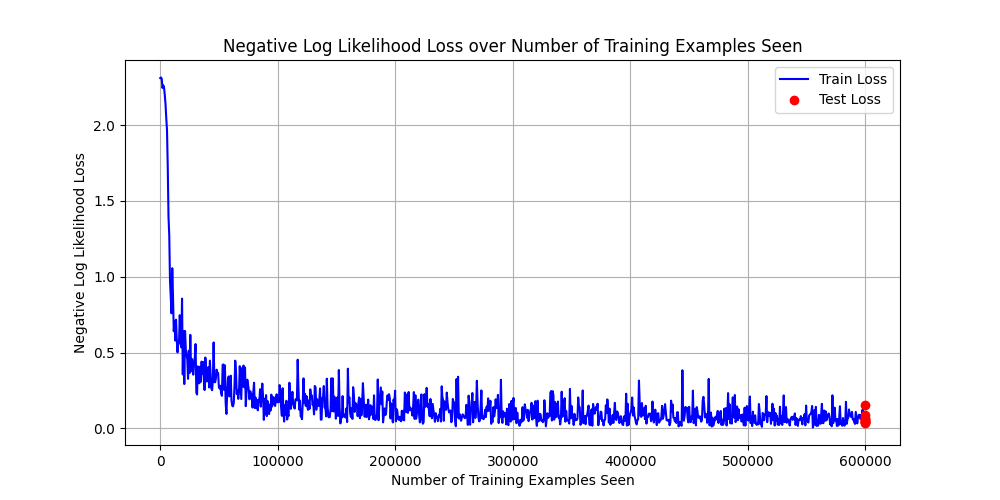 Negative Log Likelihood Loss over Number of Training Examples Seen
Train Loss
Test Loss
Negative Log Likelihood Loss
2.0
1.5
1.0
0.5
0.0
0 100000 200000 300000 400000 500000 600000
Number of Training Examples Seen